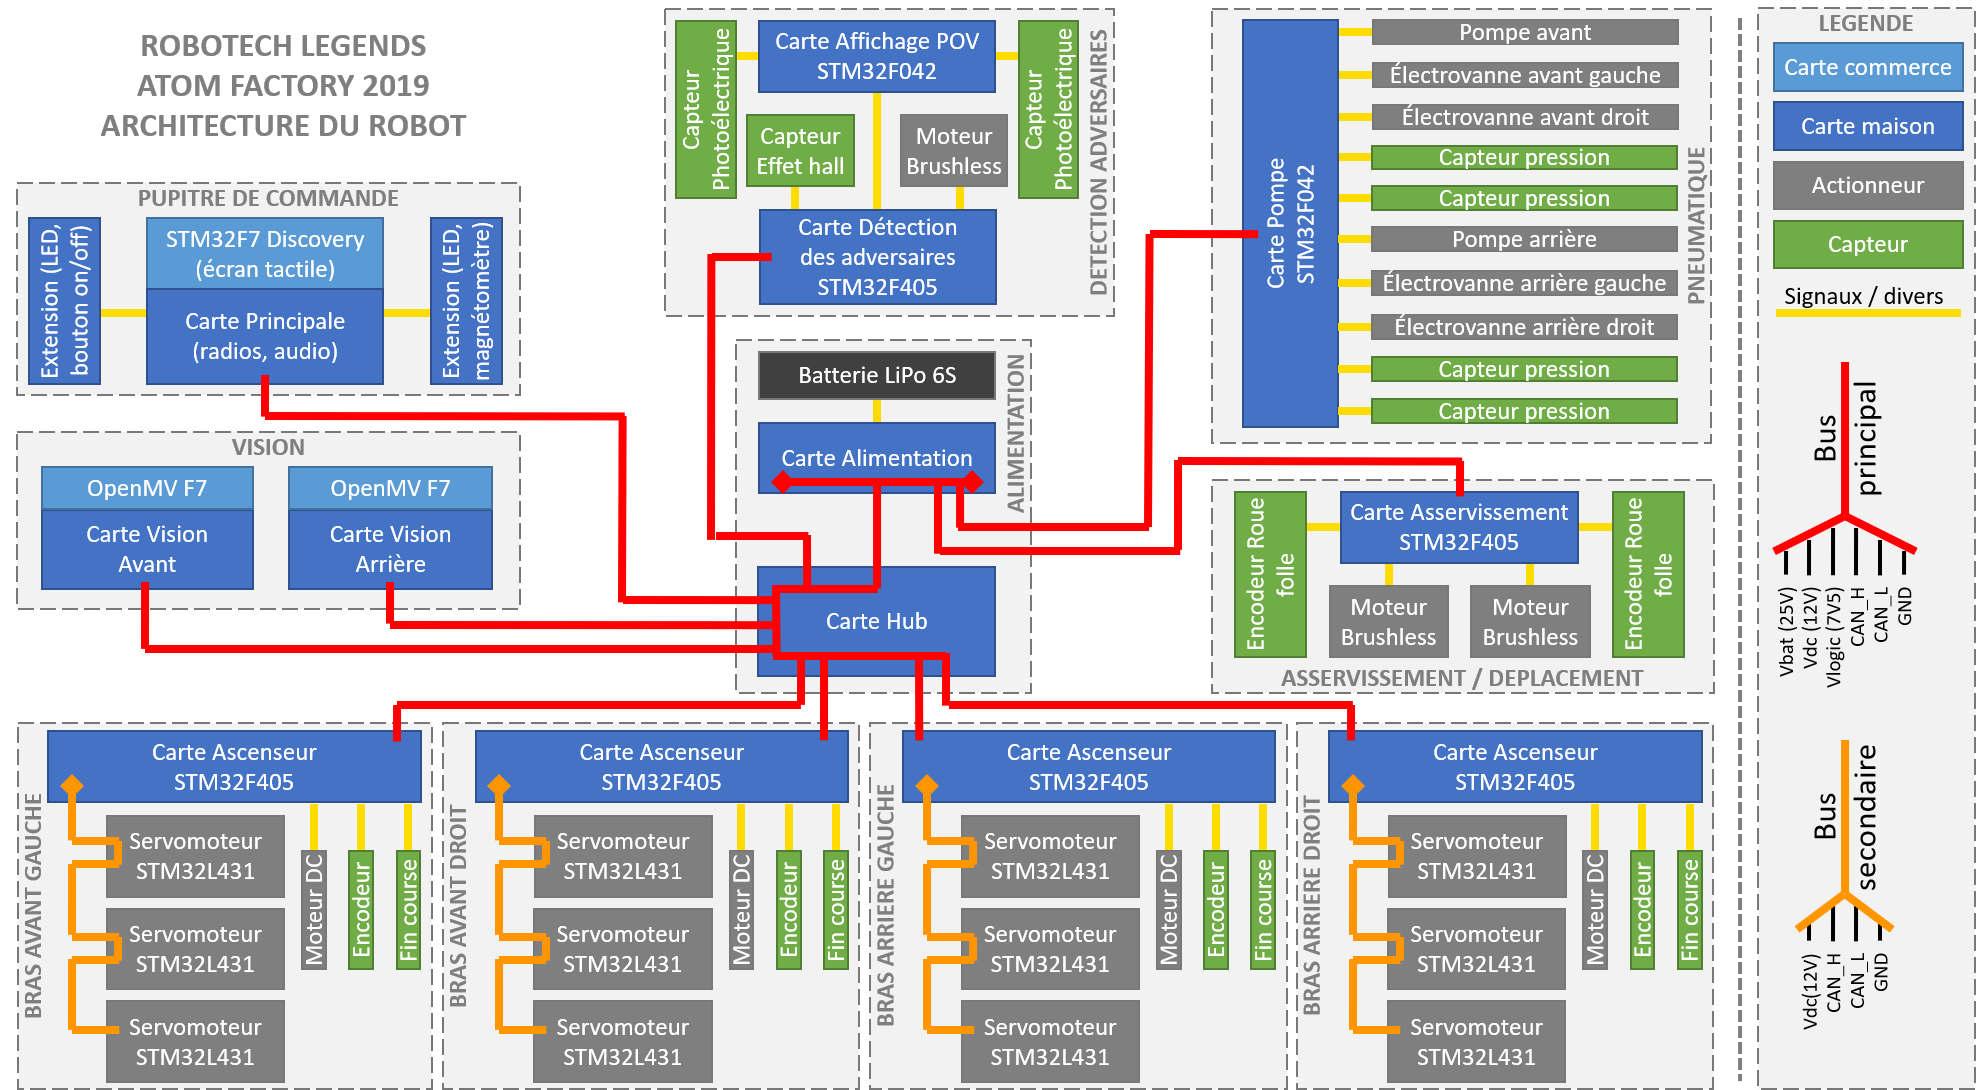 ROBOTECH LEGENDS
ATOM FACTORY 2019
ARCHITECTURE DU ROBOT
PUPITRE DE COMMANDE
Extension (LED,
bouton on/off)
STM32F7 Discovery
(écran tactile)
Carte Principale
(radios, audio)
Extension (LED,
magnétomètre)
VISION
OpenMV F7
Carte Vision
Avant
OpenMV F7
Carte Vision
Arrière
DETECTION ADVERSAIRES
Capteur
Photoélectrique
Carte Affichage POV
STM32F042
Capteur
Photoélectrique
Capteur
Effet hall
Moteur
Brushless
Carte Détection
des adversaires
STM32F405
ALIMENTATION
Batterie LiPo 6S
Carte Alimentation
Carte Hub
PNEUMATIQUE
Carte Pompe
STM32F042
Pompe avant
Électrovanne avant gauche
Électrovanne avant droit
Capteur pression
Capteur pression
Pompe arrière
Électrovanne arrière gauche
Électrovanne arrière droit
Capteur pression
Capteur pression
Encodeur Roue
folle
Carte Asservissement
STM32F405
Encodeur Roue
folle
Moteur
Brushless
Moteur
Brushless
ASSERVISSEMENT / DEPLACEMENT
BRAS AVANT GAUCHE
Carte Ascenseur
STM32F405
Servomoteur
STM32L431
Servomoteur
STM32L431
Servomoteur
STM32L431
Moteur DC
Encodeur
Fin course
BRAS AVANT DROIT
Carte Ascenseur
STM32F405
Servomoteur
STM32L431
Servomoteur
STM32L431
Servomoteur
STM32L431
Moteur DC
Encodeur
Fin course
BRAS ARRIERE GAUCHE
Carte Ascenseur
STM32F405
Servomoteur
STM32L431
Servomoteur
STM32L431
Servomoteur
STM32L431
Moteur DC
Encodeur
Fin course
BRAS ARRIERE DROIT
Carte Ascenseur
STM32F405
Servomoteur
STM32L431
Servomoteur
STM32L431
Servomoteur
STM32L431
Moteur DC
Encodeur
Fin course
LEGENDE
Carte commerce
Carte maison
Actionneur
Capteur
Signaux / divers
Bus
principal
Vbat (25V)
Vdc (12V)
Vlogic (7V5)
CAN_H
CAN_L
GND
Bus
secondaire
Vdc(12V)
CAN_H
CAN_L
GND